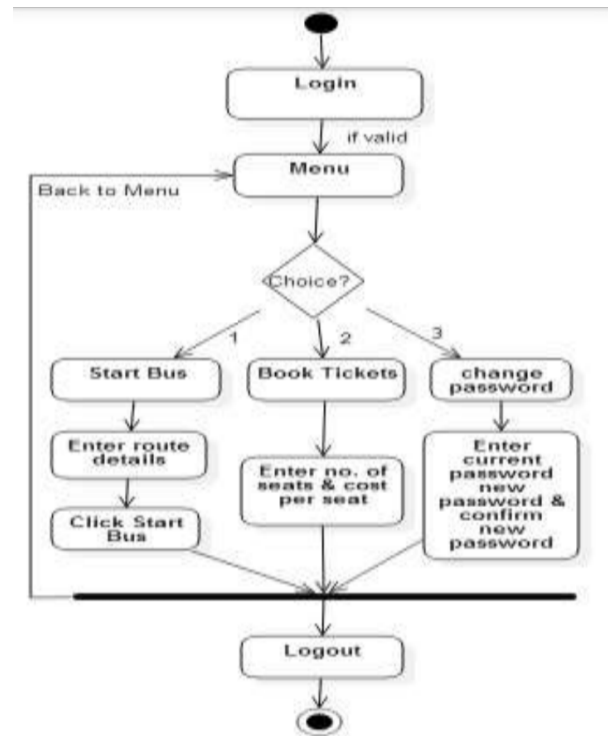 Login
if valid
Menu
Back to Menu
Choice?
1
2
3
Start Bus
Book Tickets
change
password
Enter route
details
Enter no. of
seats & cost
per seat
Enter
current
password
new
password &
confirm
new
password
Click Start
Bus
Logout